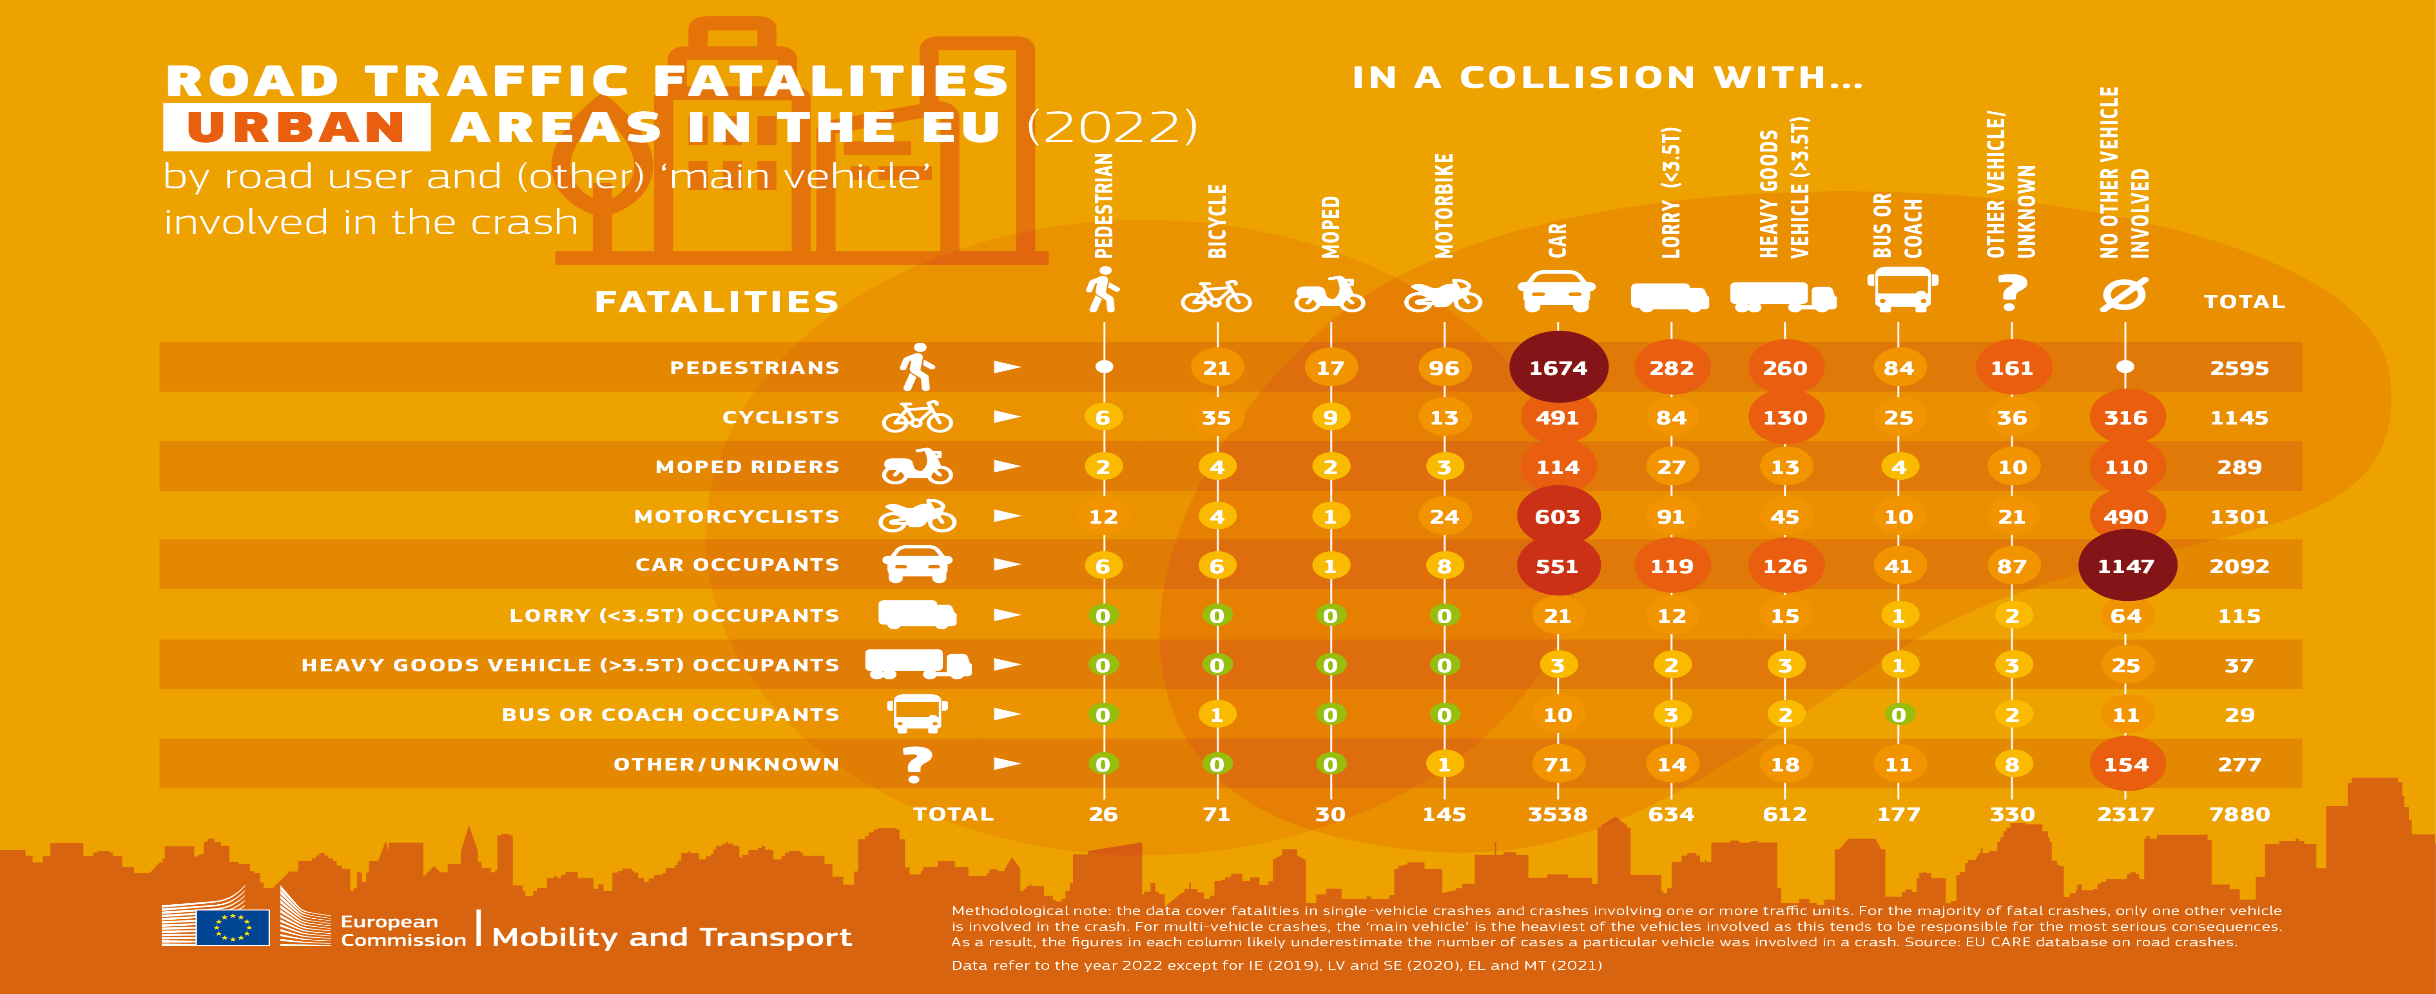 ROAD TRAFFIC FATALITIES
URBAN AREAS IN THE EU (2022)
by road user and (other) ‘main vehicle’
involved in the crash
IN A COLLISION WITH...
FATALITIES
PEDESTRIAN
BICYCLE
MOPED
MOTORBIKE
CAR
LORRY (<3.5T)
HEAVY GOODS
VEHICLE (>3.5T)
BUS OR
COACH
OTHER VEHICLE/
UNKNOWN
NO OTHER VEHICLE
INVOLVED
TOTAL
PEDESTRIANS 21 17 96 1674 282 260 84 161 2595
CYCLISTS 6 35 9 13 491 84 130 25 36 316 1145
MOPED RIDERS 2 4 2 3 114 27 13 4 10 110 289
MOTORCYCLISTS 12 4 1 24 603 91 45 10 21 490 1301
CAR OCCUPANTS 6 6 1 8 551 119 126 41 87 1147 2092
LORRY (<3.5T) OCCUPANTS 0 0 0 0 21 12 15 1 2 64 115
HEAVY GOODS VEHICLE (>3.5T) OCCUPANTS 0 0 0 0 3 2 3 1 3 25 37
BUS OR COACH OCCUPANTS 0 1 0 0 10 3 2 0 2 11 29
OTHER/UNKNOWN 0 0 0 1 71 14 18 11 8 154 277
TOTAL 26 71 30 145 3538 634 612 177 330 2317 7880
European
Commission
Mobility and Transport
Methodological note: the data cover fatalities in single-vehicle crashes and crashes involving one or more traffic units. For the majority of fatal crashes, only one other vehicle
is involved in the crash. For multi-vehicle crashes, the ‘main vehicle’ is the heaviest of the vehicles involved as this tends to be responsible for the most serious consequences.
As a result, the figures in each column likely underestimate the number of cases a particular vehicle was involved in a crash. Source: EU CARE database on road crashes.
Data refer to the year 2022 except for IE (2019), LV and SE (2020), EL and MT (2021)